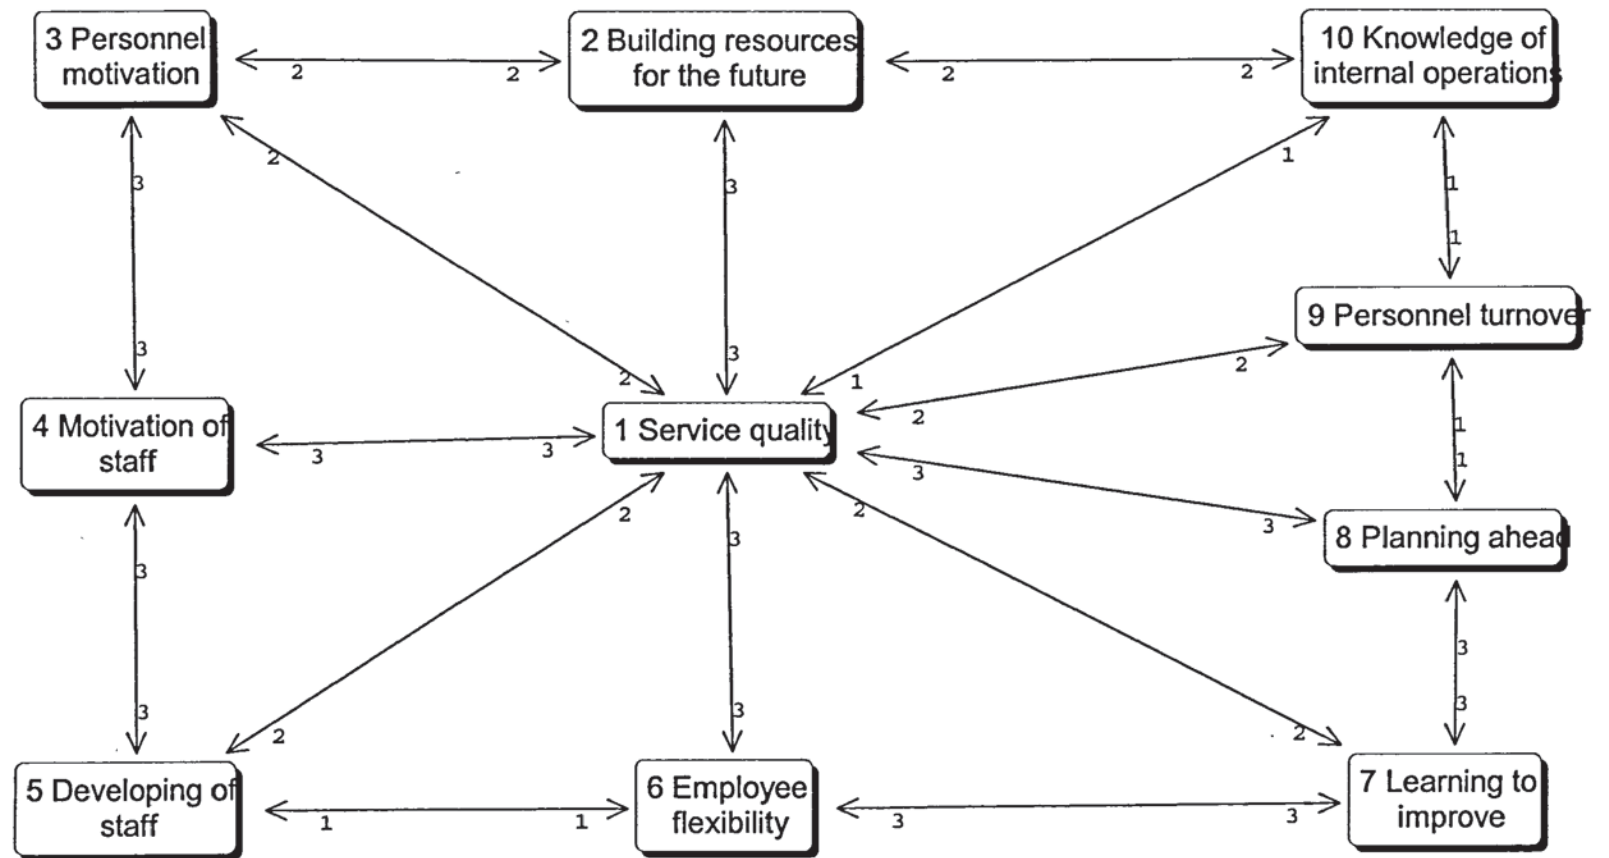 3 Personnel
motivation
2 Building resources
for the future
10 Knowledge of
internal operations
2
2
2
2
2
1
3
3
1
1
3
3
2
1
2
2
9 Personnel turnover
4 Motivation of
staff
1 Service quality
3
3
1
1
3
3
8 Planning ahead
2
2
3
3
3
3
3
3
2
2
5 Developing of
staff
6 Employee
flexibility
7 Learning to
improve
1
1
3
3